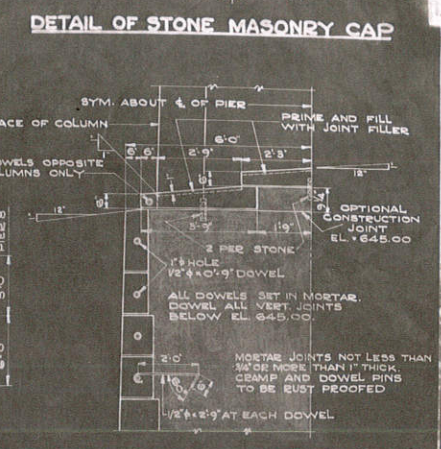 DETAIL OF STONE MASONRY CAP
SYM. ABOUT ℄ OF PIER
PRIME AND FILL
WITH JOINT FILLER
ACE OF COLUMN
6'-0"
6" 6" 2'-9" 2'-3"
OWELS OPPOSITE
LUMNS ONLY
12"
12"
OPTIONAL
CONSTRUCTION
JOINT
EL. = 645.00
1'-9"
2 PER STONE
1"φ HOLE
1/2"φ x 0'-9" DOWEL
ALL DOWELS SET IN MORTAR.
DOWEL ALL VERT. JOINTS
BELOW EL. 645.00.
2'-0"
MORTAR JOINTS NOT LESS THAN
3/4" OR MORE THAN 1" THICK.
CRAMP AND DOWEL PINS
TO BE RUST PROOFED
1/2"φ x 2'-9" AT EACH DOWEL